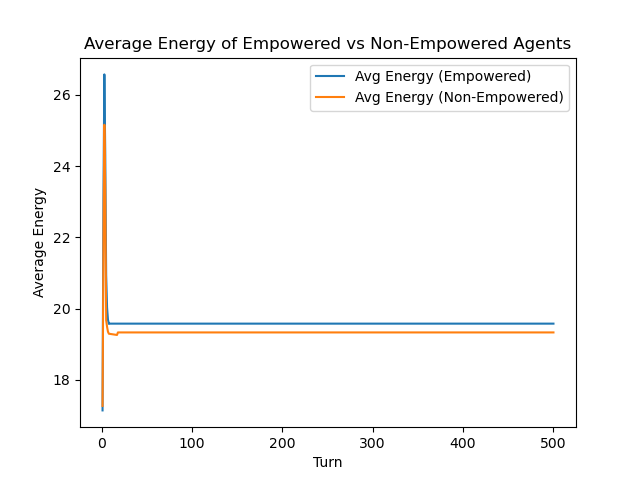 Average Energy of Empowered vs Non-Empowered Agents
Avg Energy (Empowered)
Avg Energy (Non-Empowered)
Average Energy
26
24
22
20
18
0
100
200
300
400
500
Turn